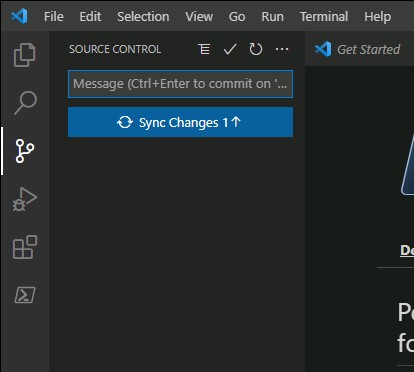 File Edit Selection View Go Run Terminal Help
SOURCE CONTROL
Get Started
Message (Ctrl+Enter to commit on '...
Sync Changes 1↑
De
Po
fo